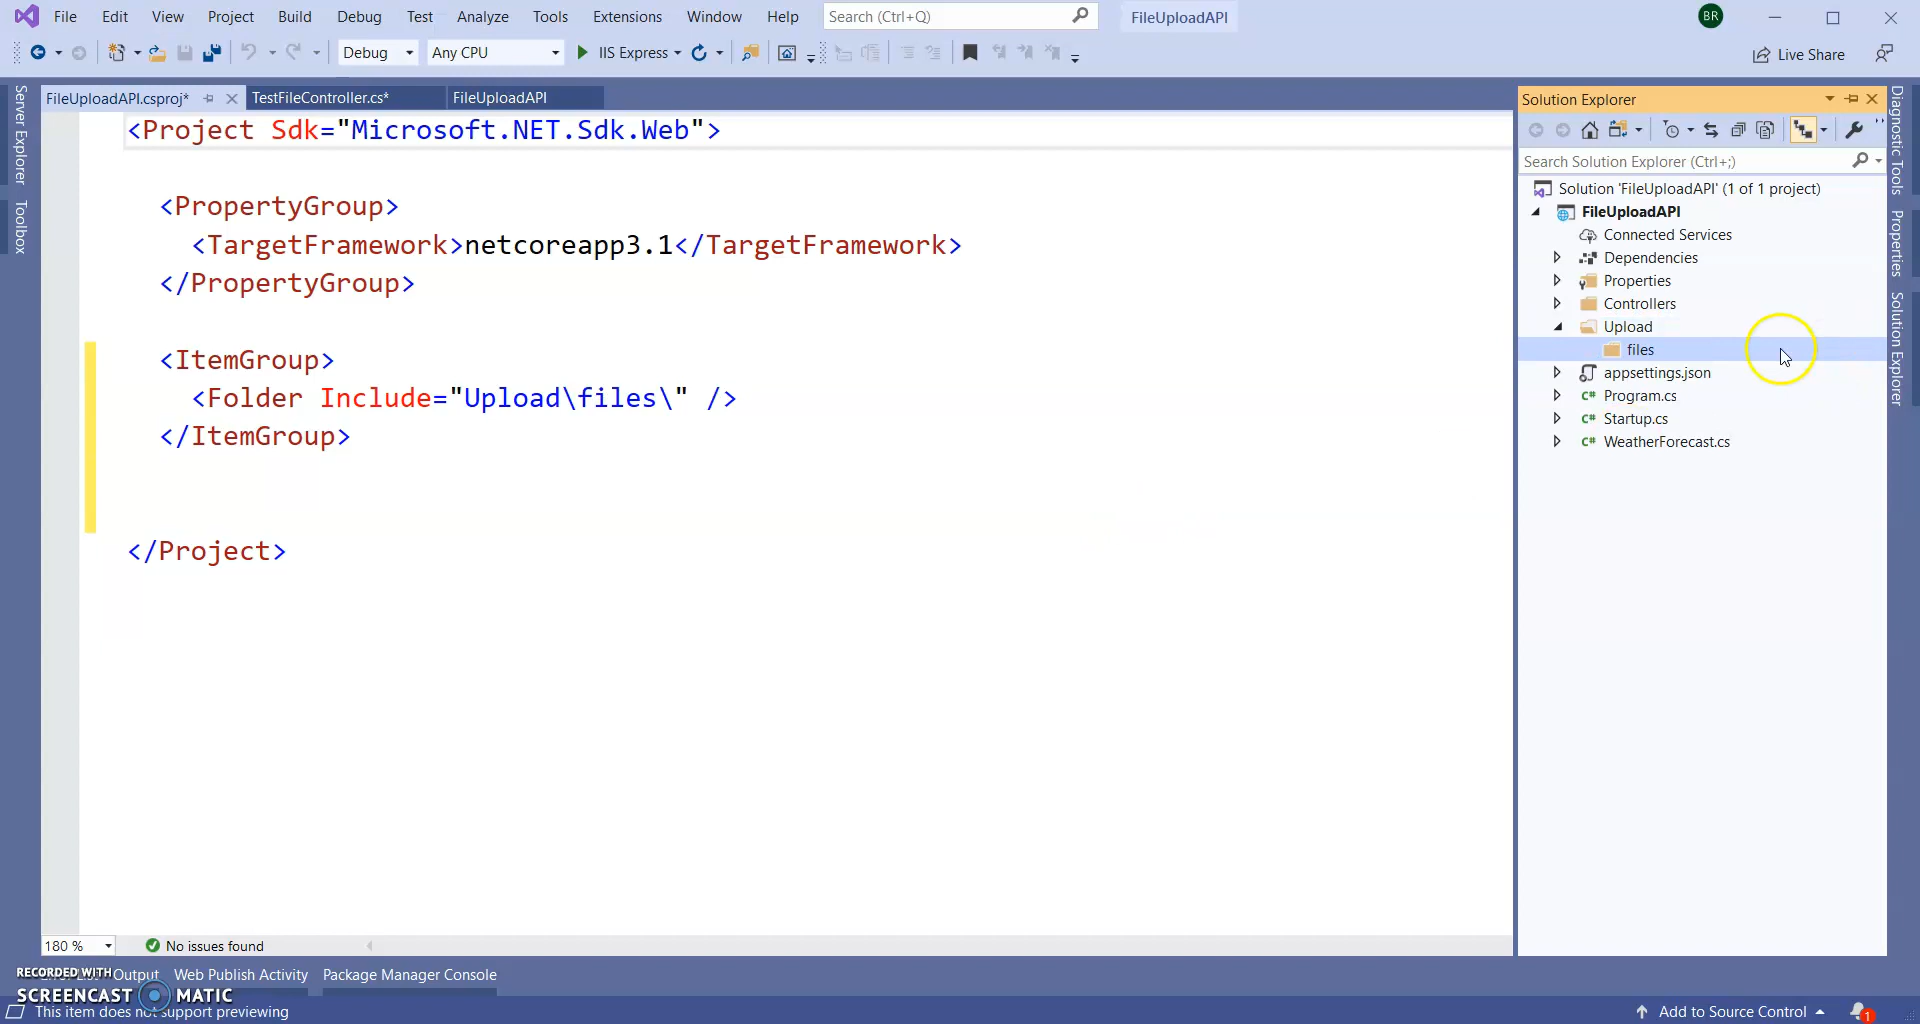 File Edit View Project Build Debug Test Analyze Tools Extensions Window Help Search (Ctrl+Q) FileUploadAPI BR
Debug Any CPU IIS Express Live Share
FileUploadAPI.csproj* TestFileController.cs* FileUploadAPI
Server Explorer
Toolbox
<Project Sdk="Microsoft.NET.Sdk.Web">
<PropertyGroup>
<TargetFramework>netcoreapp3.1</TargetFramework>
</PropertyGroup>
<ItemGroup>
<Folder Include="Upload\files\" />
</ItemGroup>
</Project>
Solution Explorer
Search Solution Explorer (Ctrl+;)
Solution 'FileUploadAPI' (1 of 1 project)
FileUploadAPI
Connected Services
Dependencies
Properties
Controllers
Upload
files
appsettings.json
C# Program.cs
C# Startup.cs
C# WeatherForecast.cs
Diagnostic Tools
Properties
Solution Explorer
180 % No issues found
Output Web Publish Activity Package Manager Console
RECORDED WITH
SCREENCAST MATIC
This item does not support previewing
Add to Source Control 1